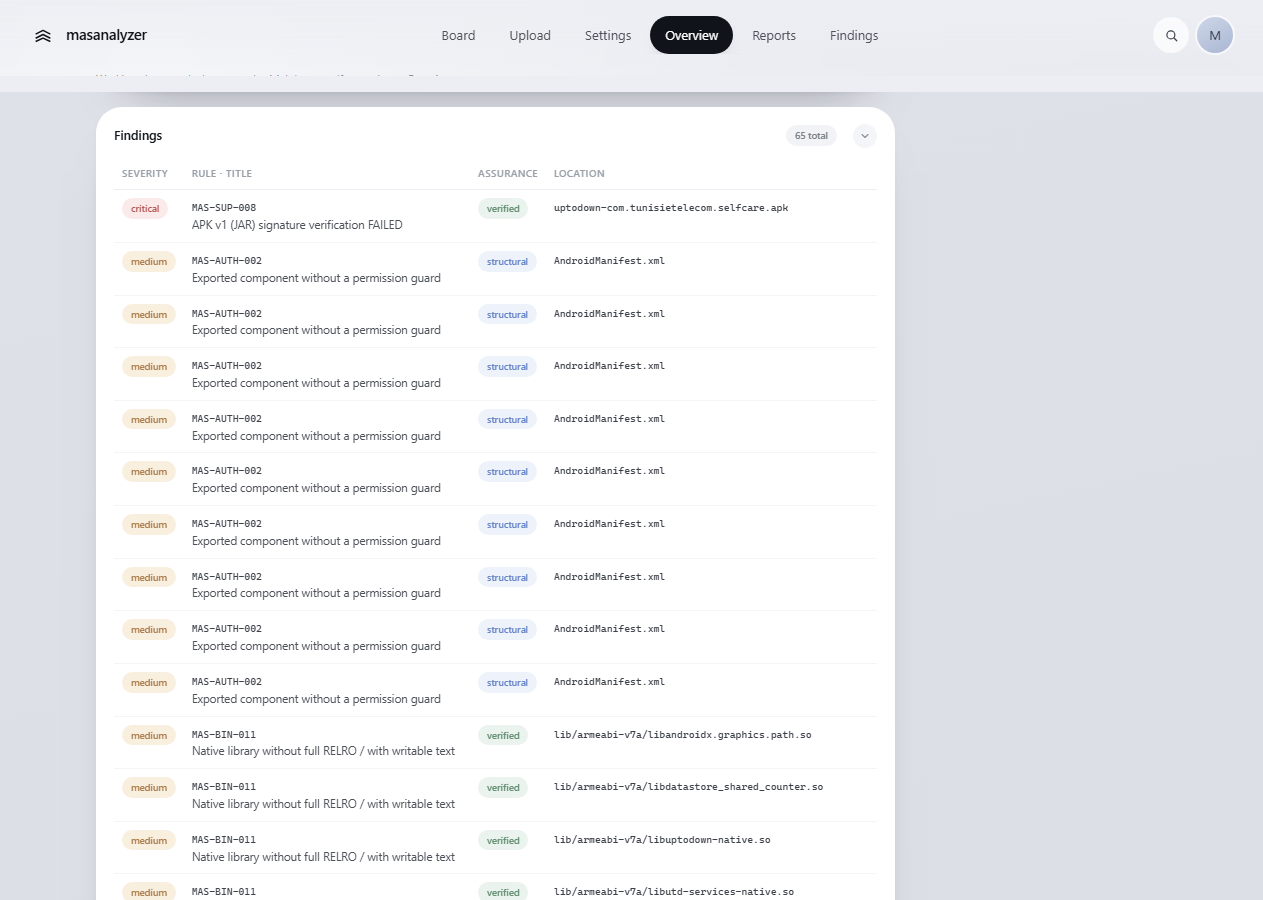 masanalyzer
Board Upload Settings Overview Reports Findings
M
Findings
65 total
SEVERITY RULE · TITLE ASSURANCE LOCATION
critical MAS-SUP-008 verified uptodown-com.tunisietelecom.selfcare.apk
APK v1 (JAR) signature verification FAILED
medium MAS-AUTH-002 structural AndroidManifest.xml
Exported component without a permission guard
medium MAS-AUTH-002 structural AndroidManifest.xml
Exported component without a permission guard
medium MAS-AUTH-002 structural AndroidManifest.xml
Exported component without a permission guard
medium MAS-AUTH-002 structural AndroidManifest.xml
Exported component without a permission guard
medium MAS-AUTH-002 structural AndroidManifest.xml
Exported component without a permission guard
medium MAS-AUTH-002 structural AndroidManifest.xml
Exported component without a permission guard
medium MAS-AUTH-002 structural AndroidManifest.xml
Exported component without a permission guard
medium MAS-AUTH-002 structural AndroidManifest.xml
Exported component without a permission guard
medium MAS-AUTH-002 structural AndroidManifest.xml
Exported component without a permission guard
medium MAS-BIN-011 verified lib/armeabi-v7a/libandroidx.graphics.path.so
Native library without full RELRO / with writable text
medium MAS-BIN-011 verified lib/armeabi-v7a/libdatastore_shared_counter.so
Native library without full RELRO / with writable text
medium MAS-BIN-011 verified lib/armeabi-v7a/libuptodown-native.so
Native library without full RELRO / with writable text
medium MAS-BIN-011 verified lib/armeabi-v7a/libutd-services-native.so